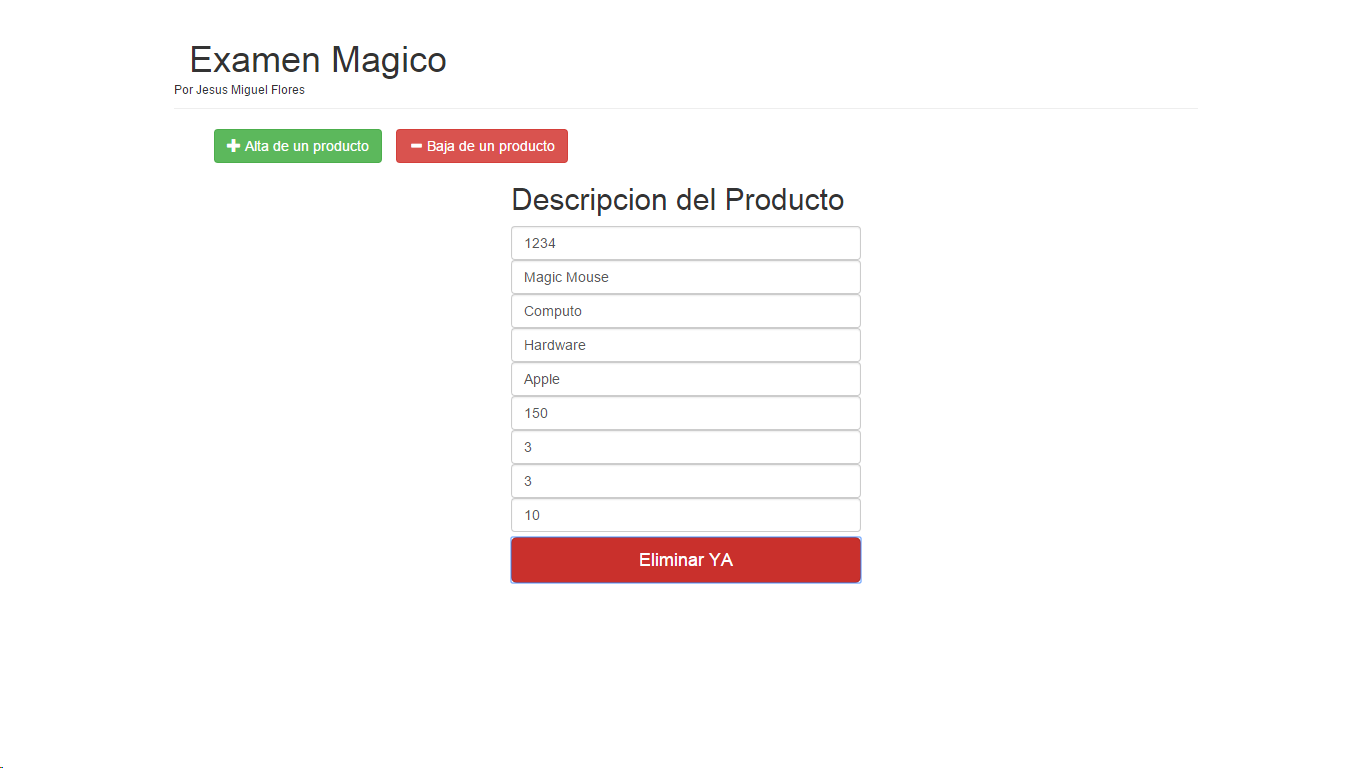 Examen Magico
Por Jesus Miguel Flores
Alta de un producto
Baja de un producto
Descripcion del Producto
1234
Magic Mouse
Computo
Hardware
Apple
150
3
3
10
Eliminar YA